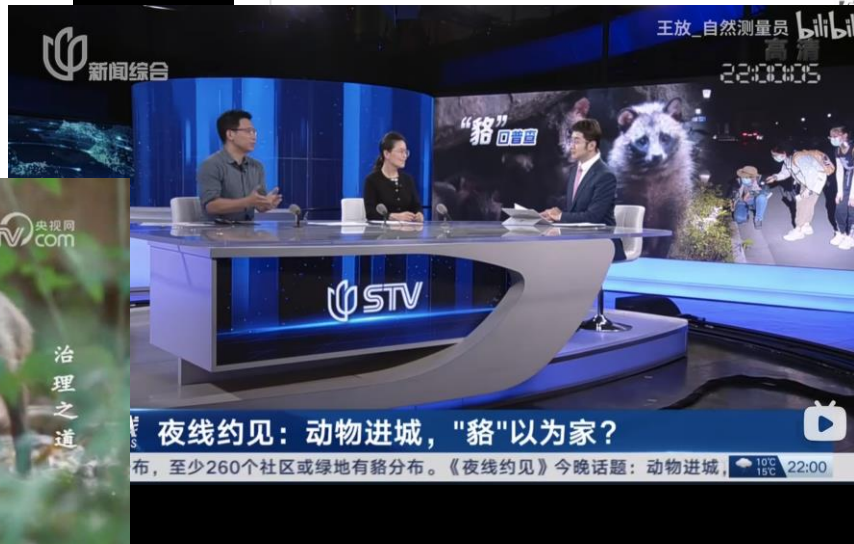 王放_自然测量员 bilibili
高清
新闻综合
22:00:05
“貉”口普查
央视网
com
治
理
之
道
STV
夜线约见：动物进城，"貉"以为家？
布，至少260个社区或绿地有貉分布。《夜线约见》今晚话题：动物进城，
10℃
15℃
22:00